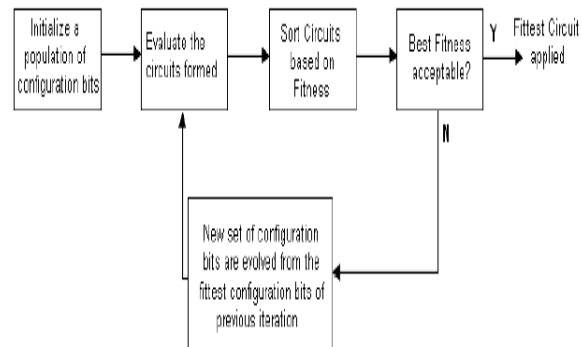 Initialize a
population of
configuration bits
Evaluate the
circuits formed
Sort Circuits
based on
Fitness
Best Fitness
acceptable?
Y
Fittest Circuit
applied
N
New set of configuration
bits are evolved from the
fittest configuration bits of
previous iteration